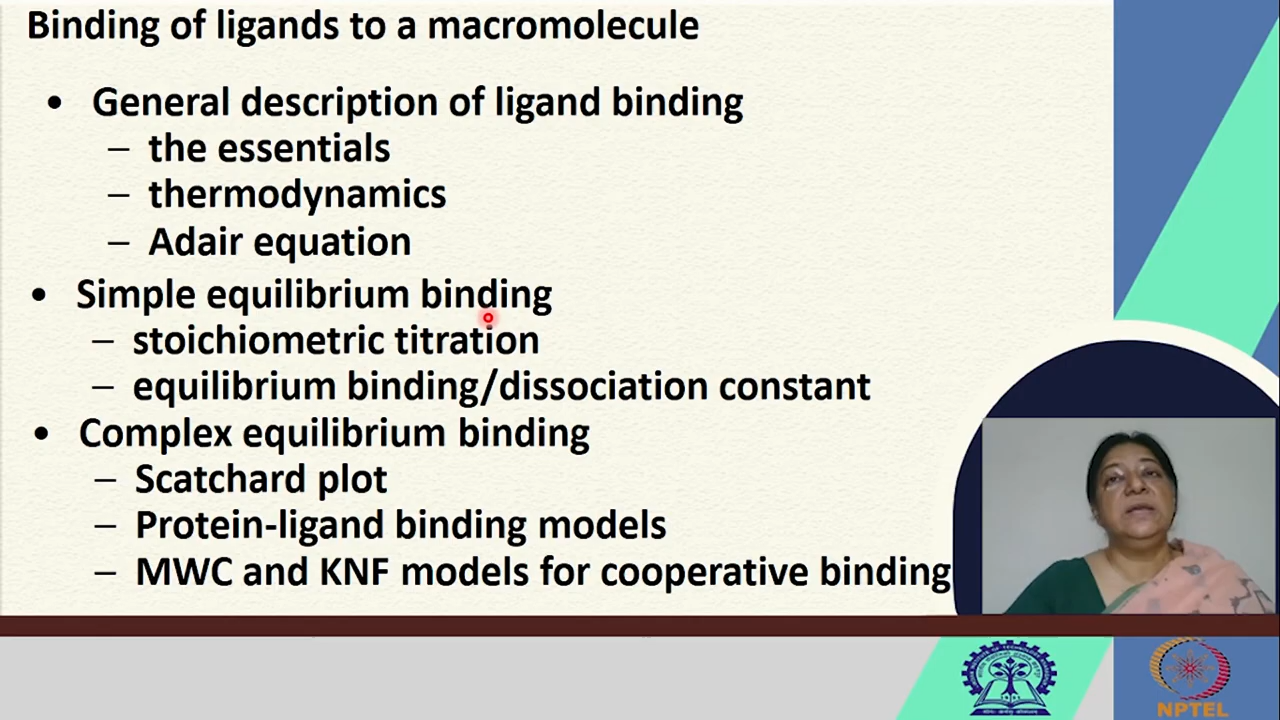 Binding of ligands to a macromolecule
• General description of ligand binding
– the essentials
– thermodynamics
– Adair equation
• Simple equilibrium binding
– stoichiometric titration
– equilibrium binding/dissociation constant
• Complex equilibrium binding
– Scatchard plot
– Protein-ligand binding models
– MWC and KNF models for cooperative binding
NPTEL